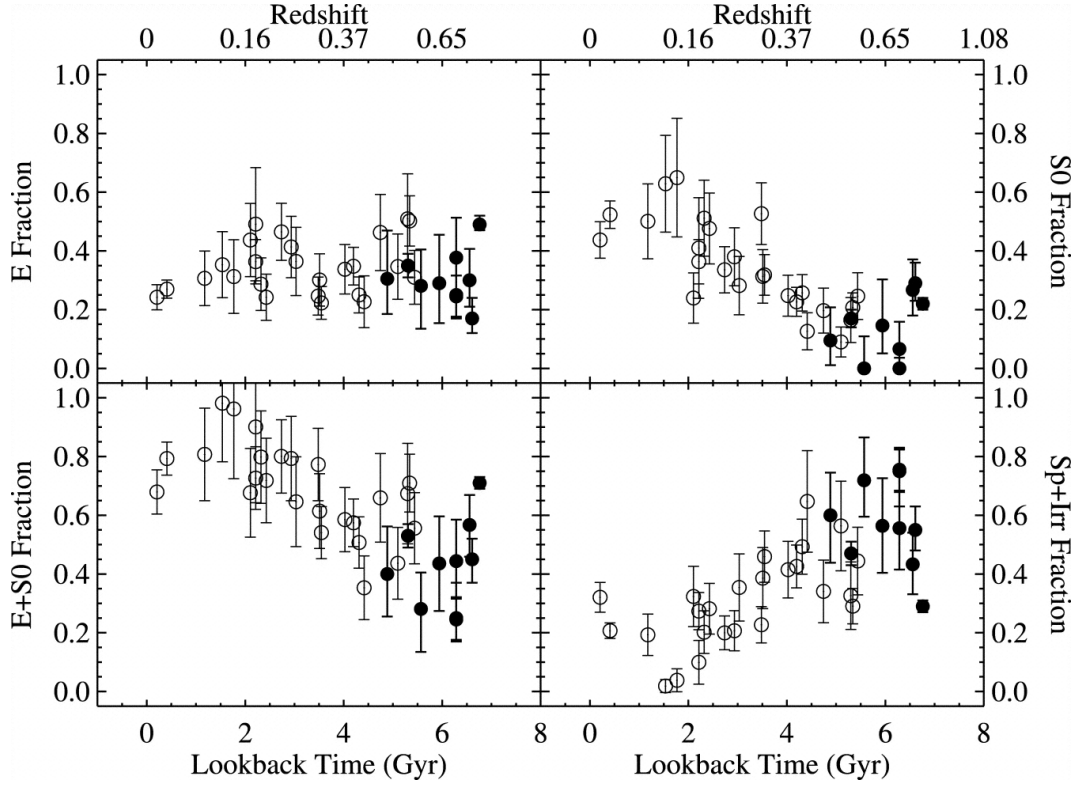 Redshift Redshift
0 0.16 0.37 0.65 0 0.16 0.37 0.65 1.08
1.0 1.0
0.8 0.8
0.6 0.6
0.4 0.4
0.2 0.2
0.0 0.0
E Fraction
S0 Fraction
1.0 1.0
0.8 0.8
0.6 0.6
0.4 0.4
0.2 0.2
0.0 0.0
E+S0 Fraction
Sp+Irr Fraction
0 2 4 6 8 0 2 4 6 8
Lookback Time (Gyr) Lookback Time (Gyr)